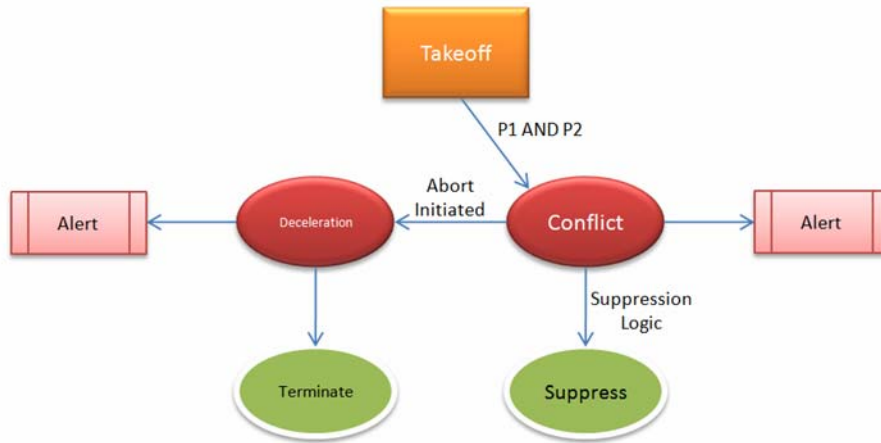 Takeoff
P1 AND P2
Abort
Initiated
Alert
Deceleration
Conflict
Alert
Suppression
Logic
Terminate
Suppress